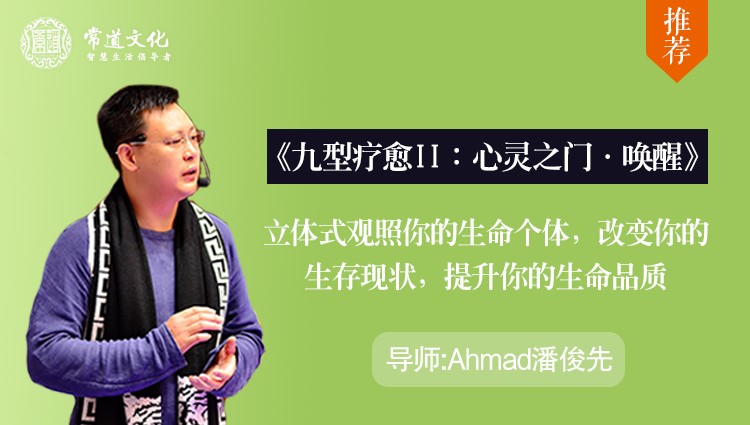 常道文化
智慧生活倡导者
推荐
《九型疗愈II：心灵之门·唤醒》
立体式观照你的生命个体，改变你的
生存现状，提升你的生命品质
导师:Ahmad潘俊先